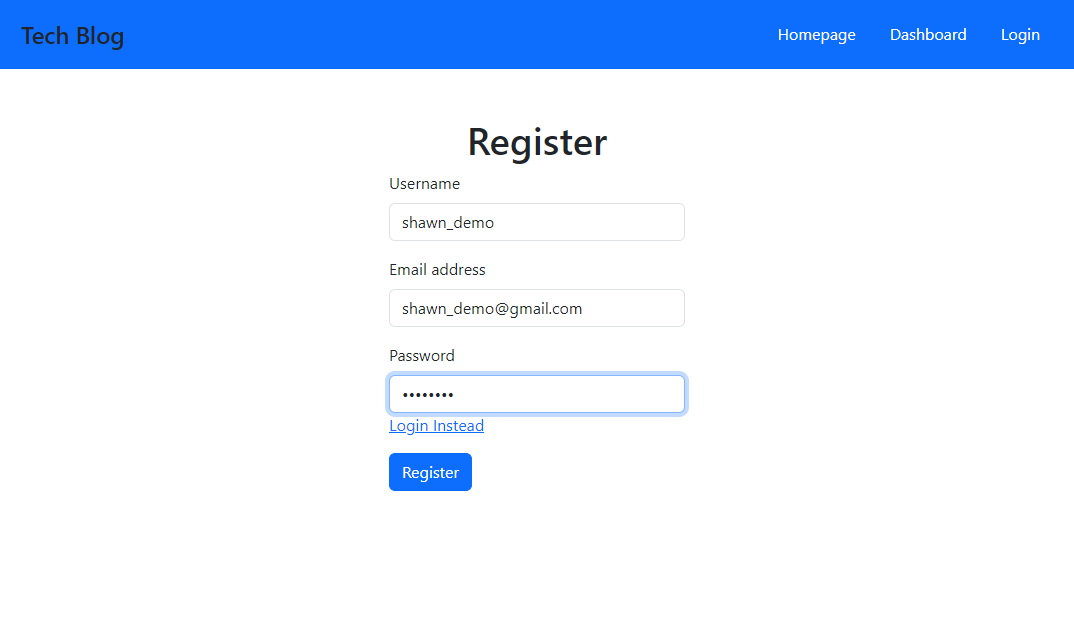 Tech Blog Homepage Dashboard Login
Register
Username
shawn_demo
Email address
shawn_demo@gmail.com
Password
••••••••
Login Instead
Register